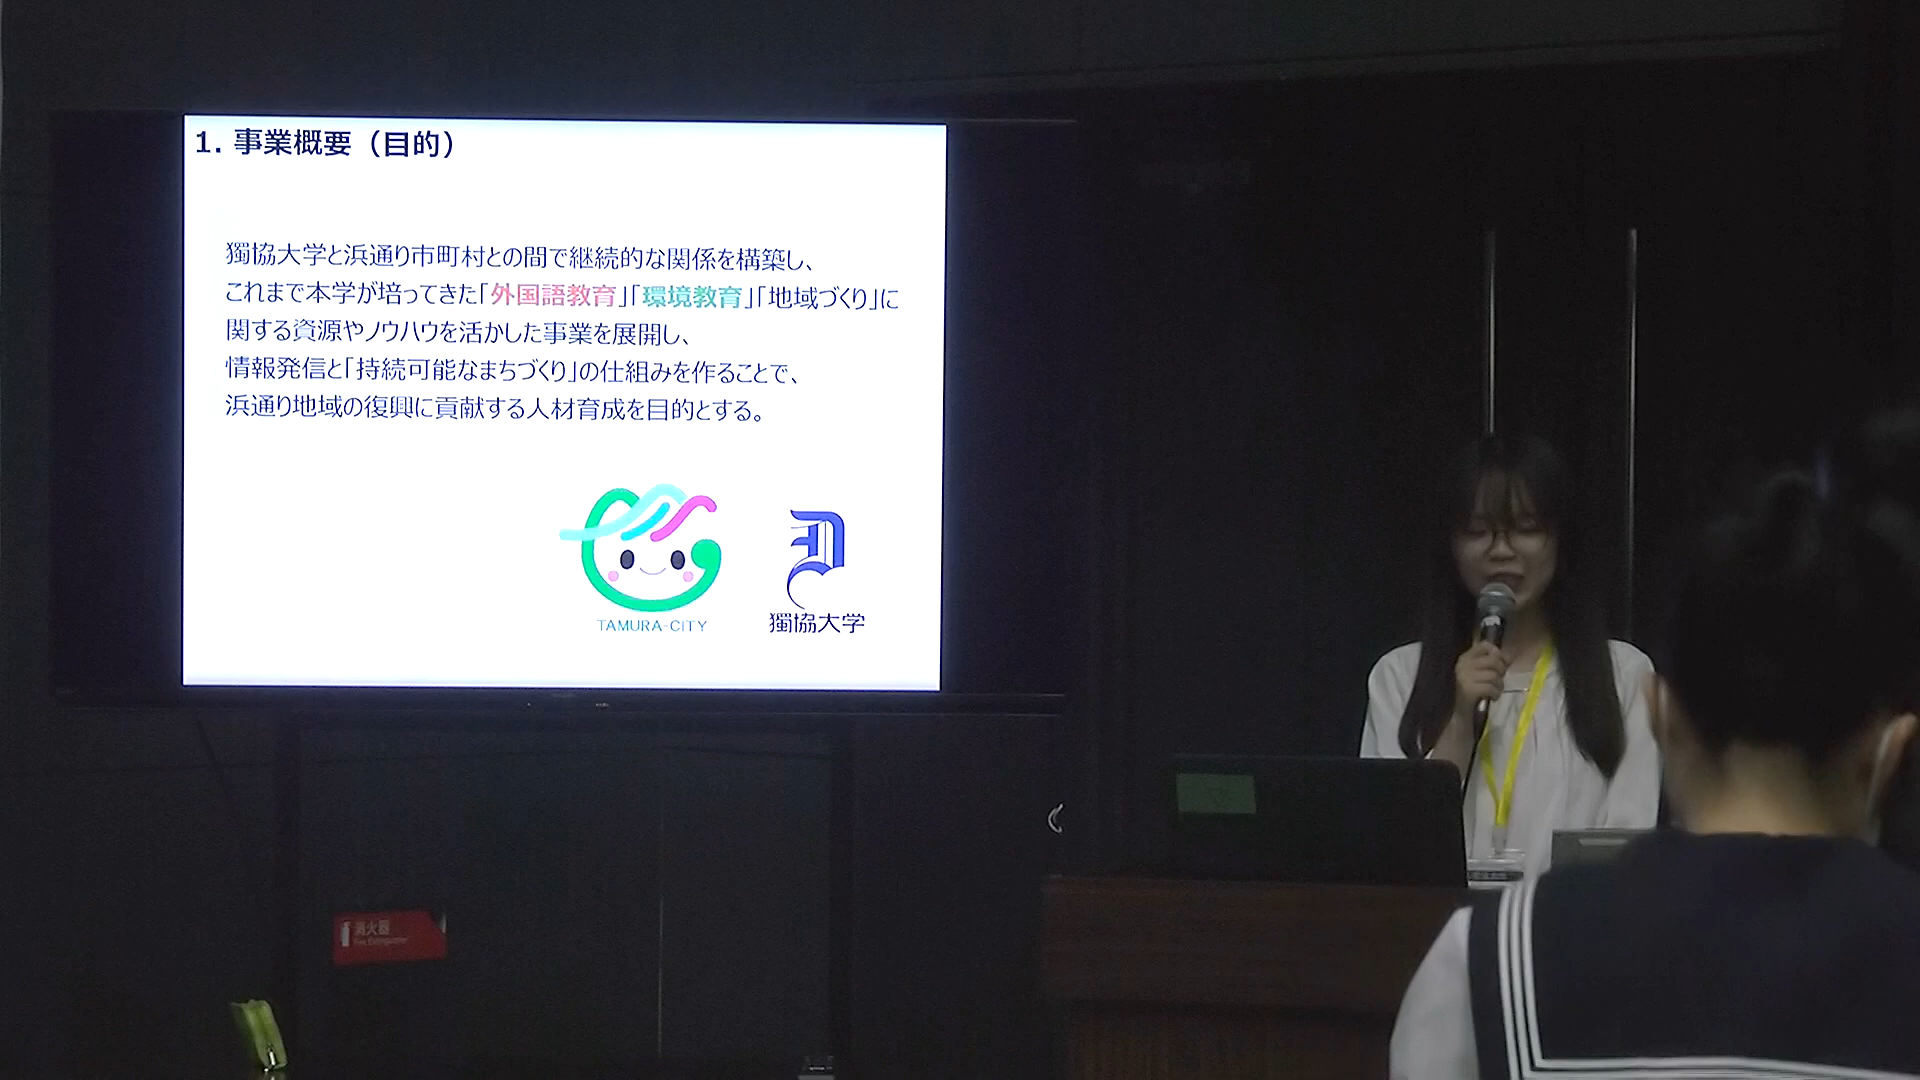 1. 事業概要（目的）
獨協大学と浜通り市町村との間で継続的な関係を構築し、
これまで本学が培ってきた「外国語教育」「環境教育」「地域づくり」に
関する資源やノウハウを活かした事業を展開し、
情報発信と「持続可能なまちづくり」の仕組みを作ることで、
浜通り地域の復興に貢献する人材育成を目的とする。
TAMURA-CITY
獨協大学
消火器
Fire Extinguisher